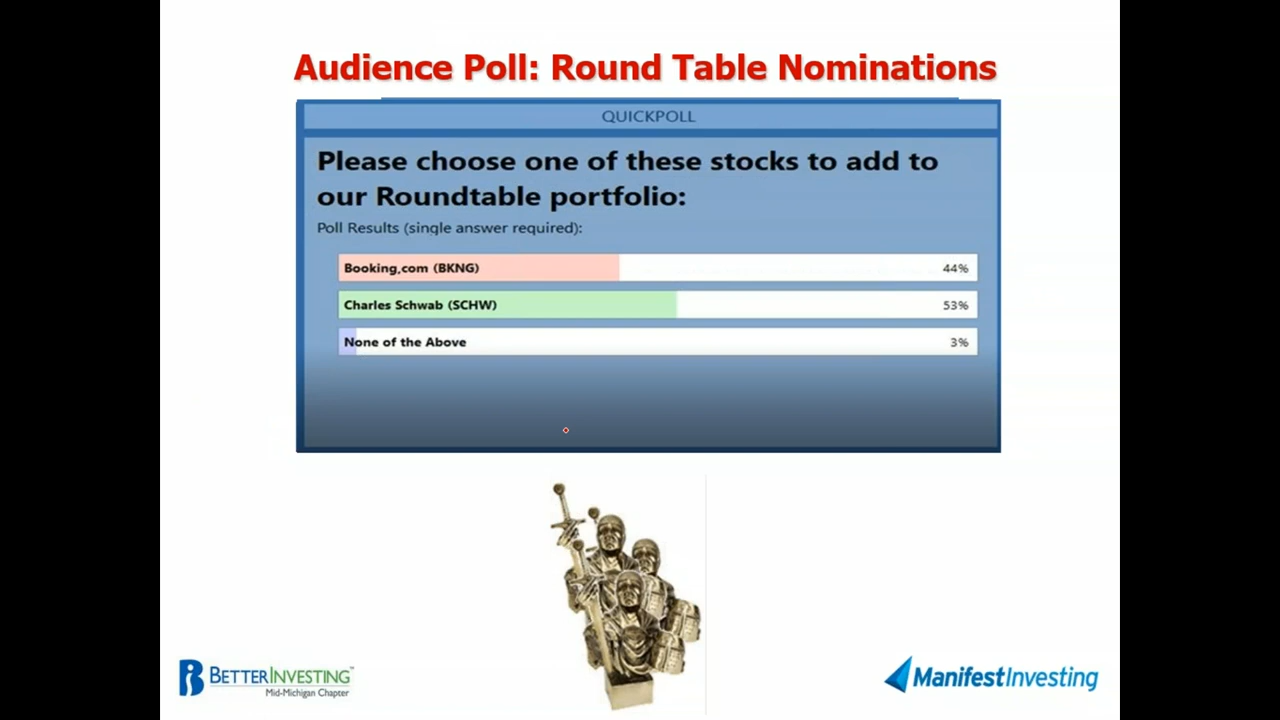 Audience Poll: Round Table Nominations
QUICKPOLL
Please choose one of these stocks to add to
our Roundtable portfolio:
Poll Results (single answer required):
Booking,com (BKNG) 44%
Charles Schwab (SCHW) 53%
None of the Above 3%
BETTERINVESTING™
Mid-Michigan Chapter
ManifestInvesting